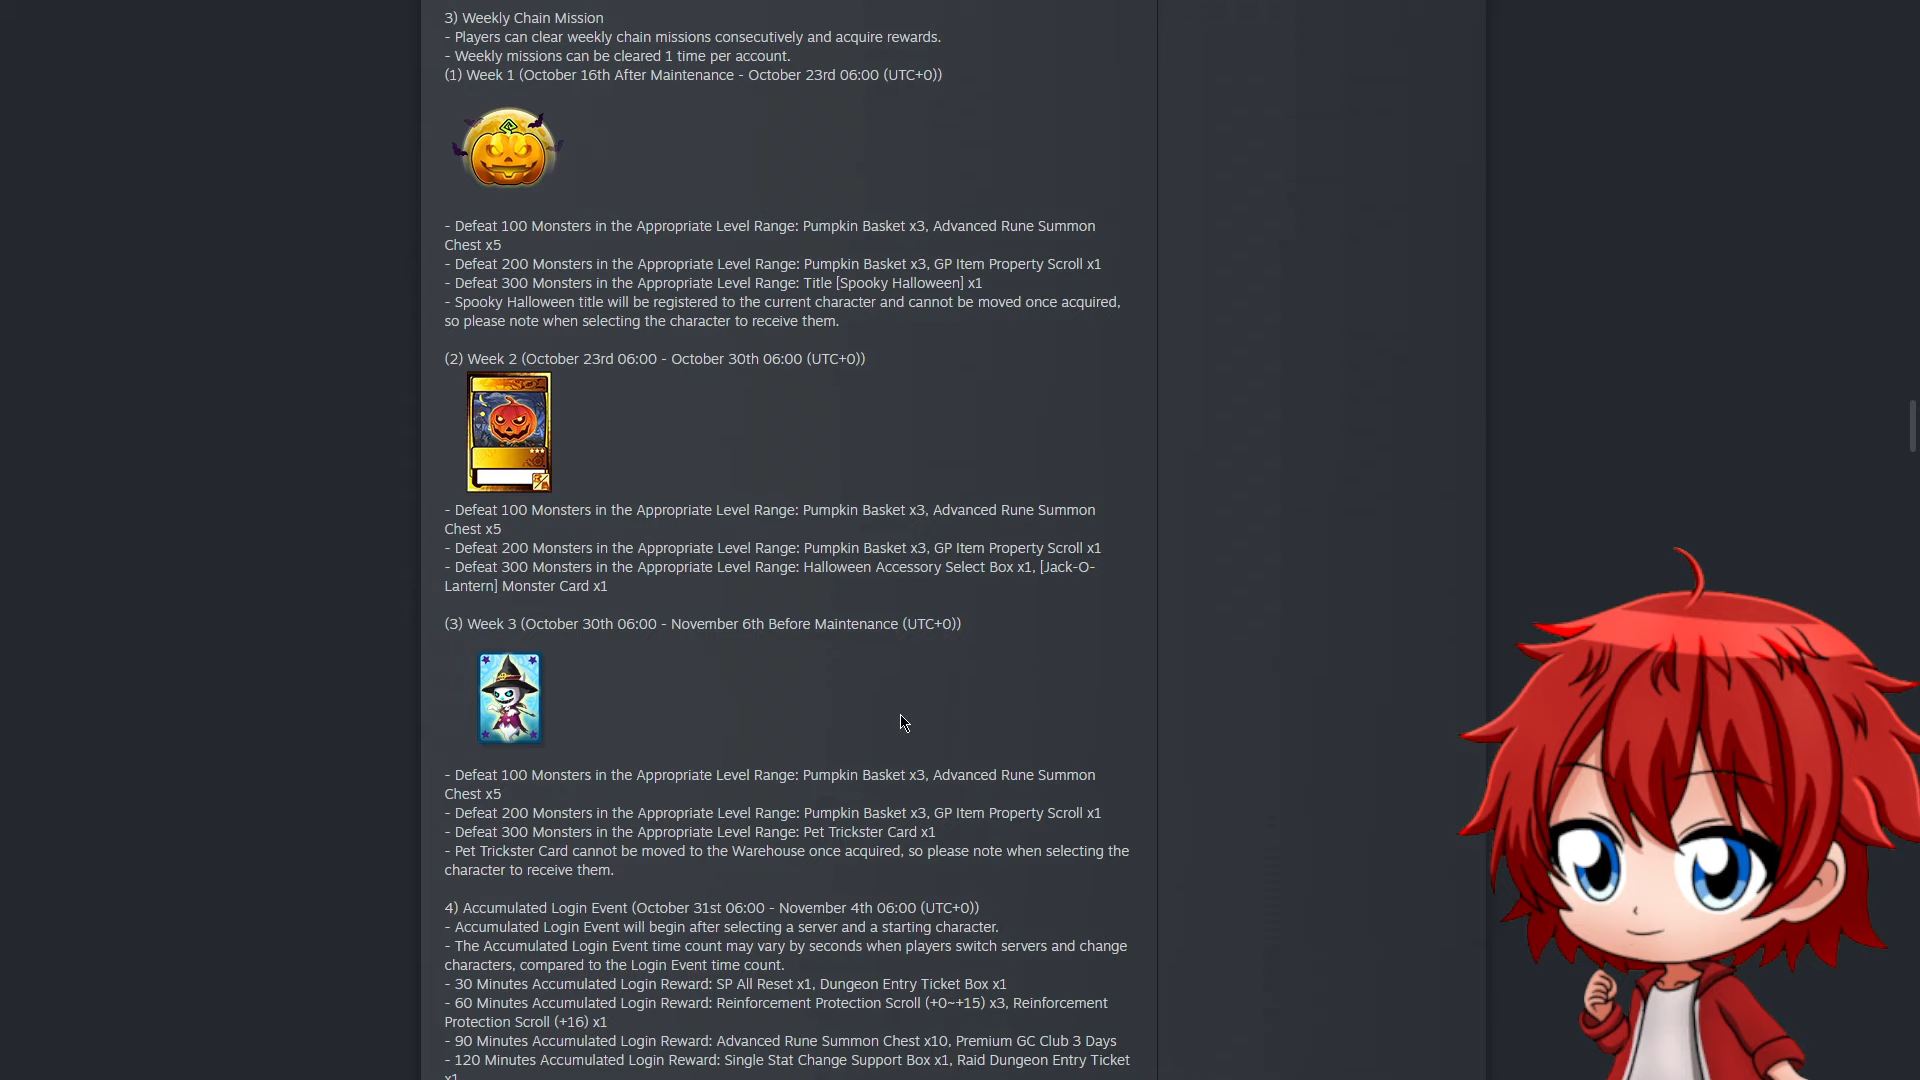 3) Weekly Chain Mission
- Players can clear weekly chain missions consecutively and acquire rewards.
- Weekly missions can be cleared 1 time per account.
(1) Week 1 (October 16th After Maintenance - October 23rd 06:00 (UTC+0))
- Defeat 100 Monsters in the Appropriate Level Range: Pumpkin Basket x3, Advanced Rune Summon
Chest x5
- Defeat 200 Monsters in the Appropriate Level Range: Pumpkin Basket x3, GP Item Property Scroll x1
- Defeat 300 Monsters in the Appropriate Level Range: Title [Spooky Halloween] x1
- Spooky Halloween title will be registered to the current character and cannot be moved once acquired,
so please note when selecting the character to receive them.
(2) Week 2 (October 23rd 06:00 - October 30th 06:00 (UTC+0))
- Defeat 100 Monsters in the Appropriate Level Range: Pumpkin Basket x3, Advanced Rune Summon
Chest x5
- Defeat 200 Monsters in the Appropriate Level Range: Pumpkin Basket x3, GP Item Property Scroll x1
- Defeat 300 Monsters in the Appropriate Level Range: Halloween Accessory Select Box x1, [Jack-O-
Lantern] Monster Card x1
(3) Week 3 (October 30th 06:00 - November 6th Before Maintenance (UTC+0))
- Defeat 100 Monsters in the Appropriate Level Range: Pumpkin Basket x3, Advanced Rune Summon
Chest x5
- Defeat 200 Monsters in the Appropriate Level Range: Pumpkin Basket x3, GP Item Property Scroll x1
- Defeat 300 Monsters in the Appropriate Level Range: Pet Trickster Card x1
- Pet Trickster Card cannot be moved to the Warehouse once acquired, so please note when selecting the
character to receive them.
4) Accumulated Login Event (October 31st 06:00 - November 4th 06:00 (UTC+0))
- Accumulated Login Event will begin after selecting a server and a starting character.
- The Accumulated Login Event time count may vary by seconds when players switch servers and change
characters, compared to the Login Event time count.
- 30 Minutes Accumulated Login Reward: SP All Reset x1, Dungeon Entry Ticket Box x1
- 60 Minutes Accumulated Login Reward: Reinforcement Protection Scroll (+0~+15) x3, Reinforcement
Protection Scroll (+16) x1
- 90 Minutes Accumulated Login Reward: Advanced Rune Summon Chest x10, Premium GC Club 3 Days
- 120 Minutes Accumulated Login Reward: Single Stat Change Support Box x1, Raid Dungeon Entry Ticket
x1